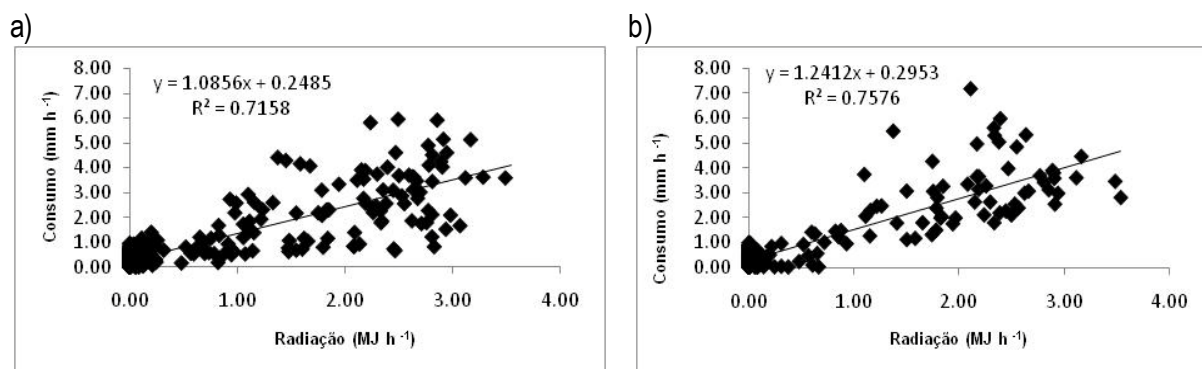 a)
y = 1.0856x + 0.2485
R² = 0.7158
Consumo (mm h⁻¹)
8.00
7.00
6.00
5.00
4.00
3.00
2.00
1.00
0.00
0.00 1.00 2.00 3.00 4.00
Radiação (MJ h ⁻¹)
b)
y = 1.2412x + 0.2953
R² = 0.7576
Consumo (mm h⁻¹)
8.00
7.00
6.00
5.00
4.00
3.00
2.00
1.00
0.00
0.00 1.00 2.00 3.00 4.00
Radiação (MJ h ⁻¹)